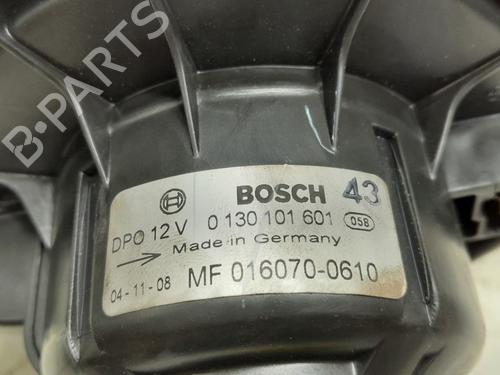 B-PARTS
BOSCH 43
DPO 12 V 0 130 101 601 058
Made in Germany
04-11-08 MF 016070-0610